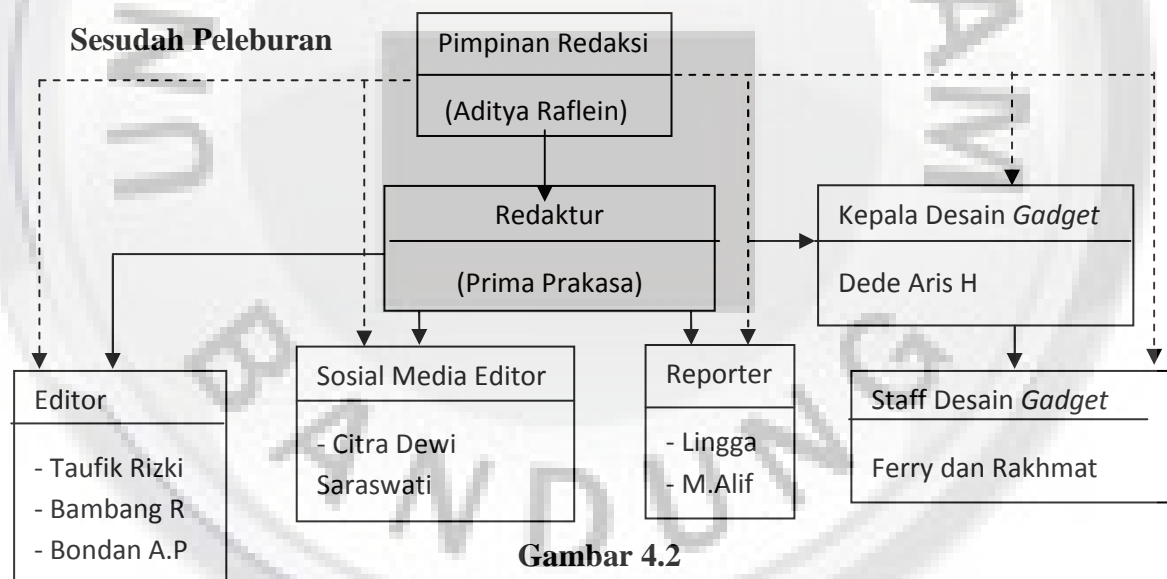 Sesudah Peleburan
Pimpinan Redaksi
(Aditya Raflein)
Redaktur
(Prima Prakasa)
Kepala Desain Gadget
Dede Aris H
Editor
- Taufik Rizki
- Bambang R
- Bondan A.P
Sosial Media Editor
- Citra Dewi
Saraswati
Reporter
- Lingga
- M.Alif
Staff Desain Gadget
Ferry dan Rakhmat
Gambar 4.2
BANDUNG